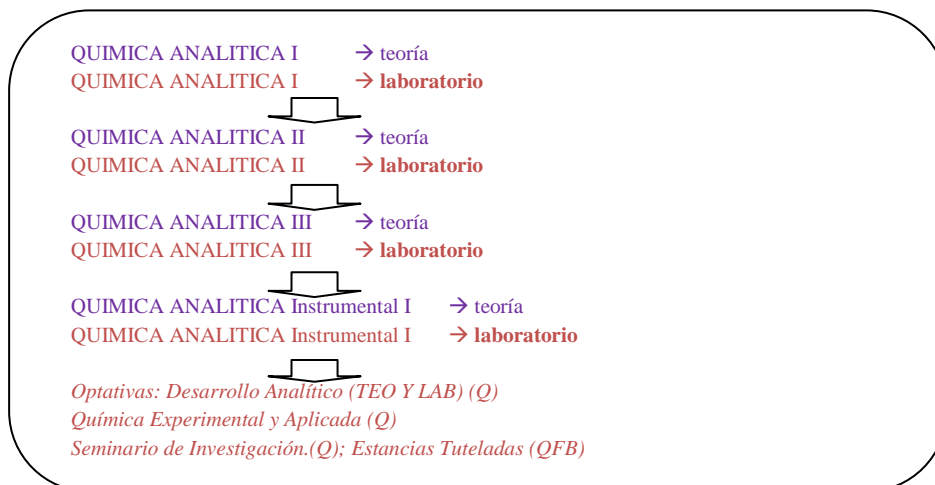 QUIMICA ANALITICA I → teoría
QUIMICA ANALITICA I → laboratorio
QUIMICA ANALITICA II → teoría
QUIMICA ANALITICA II → laboratorio
QUIMICA ANALITICA III → teoría
QUIMICA ANALITICA III → laboratorio
QUIMICA ANALITICA Instrumental I → teoría
QUIMICA ANALITICA Instrumental I → laboratorio
Optativas: Desarrollo Analítico (TEO Y LAB) (Q)
Química Experimental y Aplicada (Q)
Seminario de Investigación.(Q); Estancias Tuteladas (QFB)